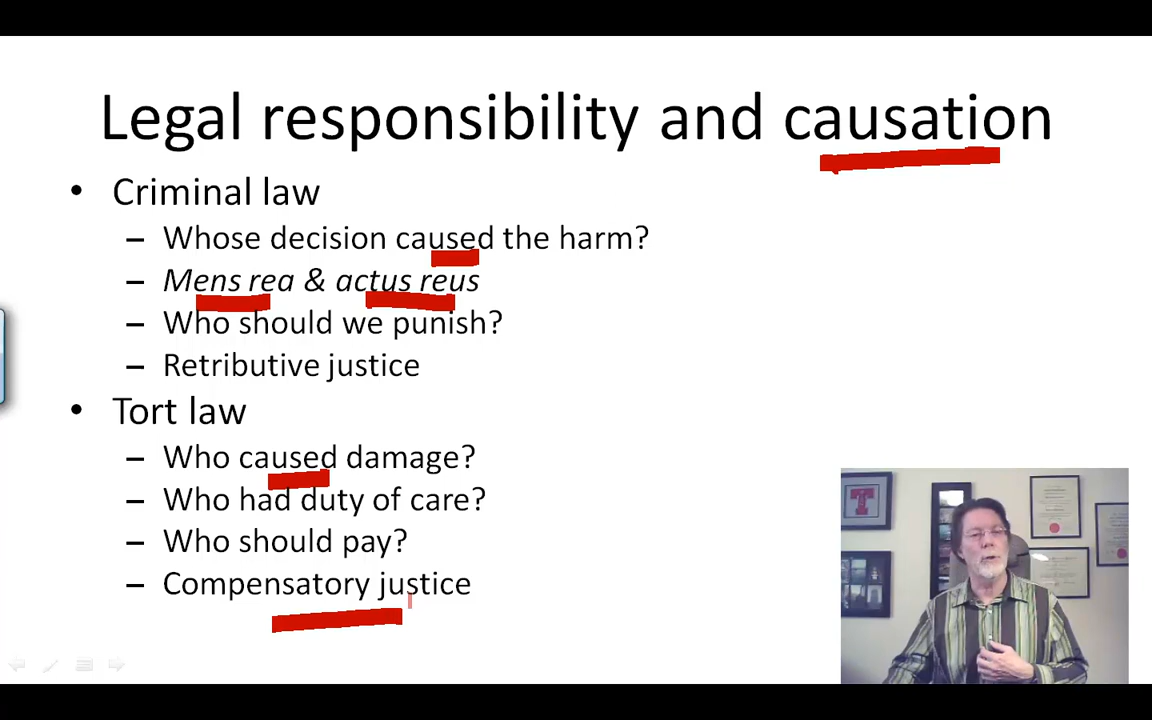 Legal responsibility and causation
• Criminal law
– Whose decision caused the harm?
– Mens rea & actus reus
– Who should we punish?
– Retributive justice
• Tort law
– Who caused damage?
– Who had duty of care?
– Who should pay?
– Compensatory justice